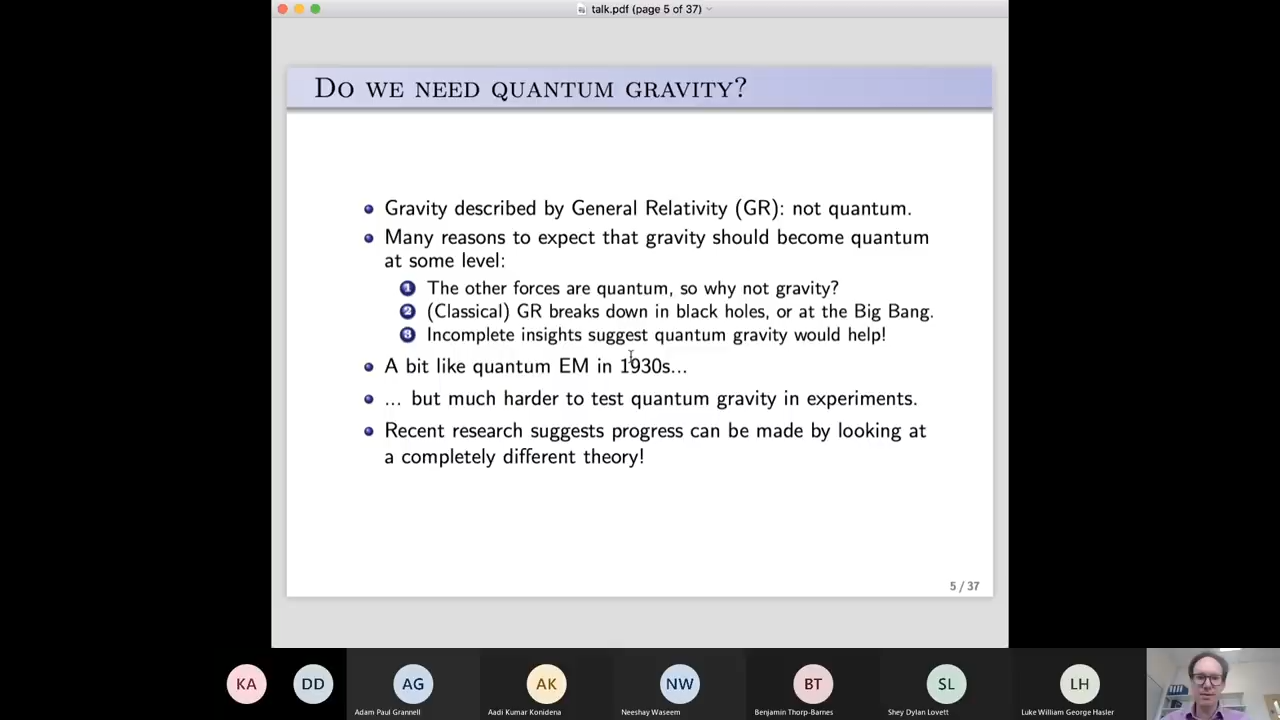 talk.pdf (page 5 of 37)
Do we need quantum gravity?
Gravity described by General Relativity (GR): not quantum.
Many reasons to expect that gravity should become quantum
at some level:
1 The other forces are quantum, so why not gravity?
2 (Classical) GR breaks down in black holes, or at the Big Bang.
3 Incomplete insights suggest quantum gravity would help!
A bit like quantum EM in 1930s...
... but much harder to test quantum gravity in experiments.
Recent research suggests progress can be made by looking at
a completely different theory!
5 / 37
KA DD AG AK NW BT SL LH
Adam Paul Grannell Aadi Kumar Konidena Neeshay Waseem Benjamin Thorp-Barnes Shey Dylan Lovett Luke William George Hasler